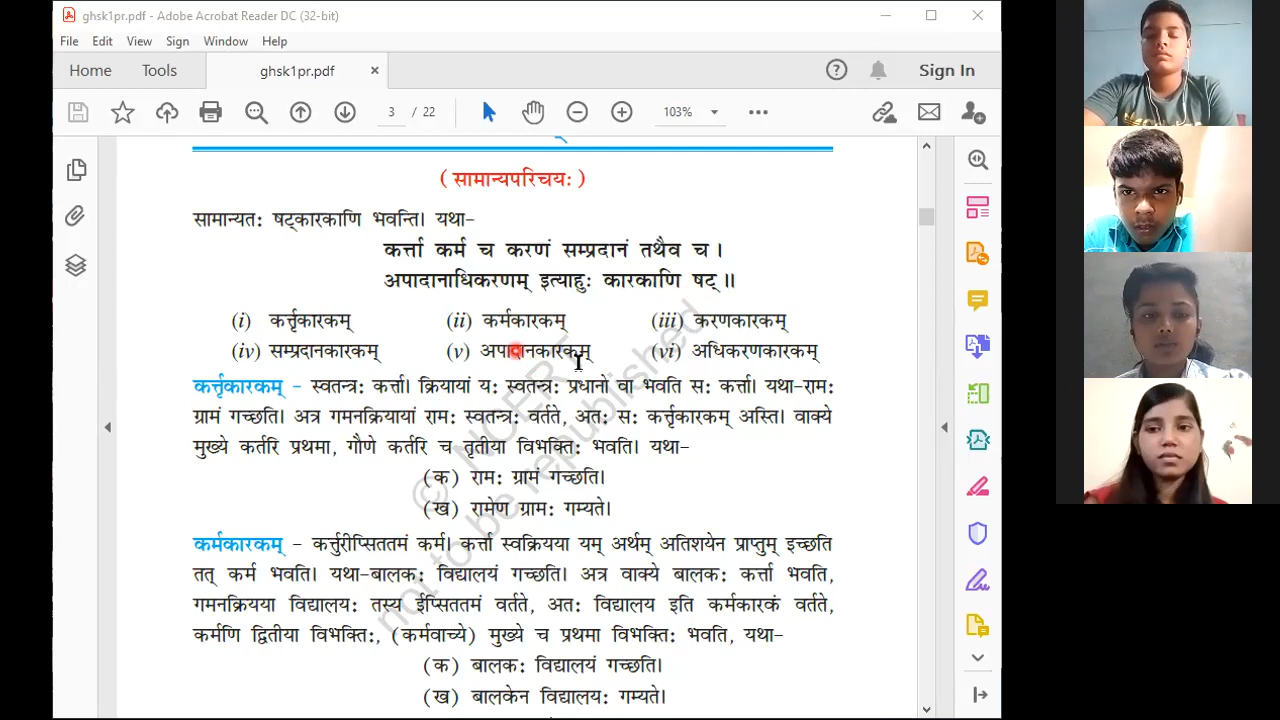 ghsk1pr.pdf - Adobe Acrobat Reader DC (32-bit)
File Edit View Sign Window Help
Home Tools ghsk1pr.pdf × Sign In
3 / 22 103%
( सामान्यपरिचयः )
सामान्यतः षट्कारकाणि भवन्ति। यथा–
कर्त्ता कर्म च करणं सम्प्रदानं तथैव च ।
अपादानाधिकरणम् इत्याहुः कारकाणि षट् ॥
(i) कर्त्तृकारकम् (ii) कर्मकारकम् (iii) करणकारकम्
(iv) सम्प्रदानकारकम् (v) अपादानकारकम् (vi) अधिकरणकारकम्
कर्त्तृकारकम् – स्वतन्त्रः कर्त्ता। क्रियायां यः स्वतन्त्रः प्रधानो वा भवति सः कर्त्ता। यथा–रामः
ग्रामं गच्छति। अत्र गमनक्रियायां रामः स्वतन्त्रः वर्तते, अतः सः कर्त्तृकारकम् अस्ति। वाक्ये
मुख्ये कर्तरि प्रथमा, गौणे कर्तरि च तृतीया विभक्तिः भवति। यथा–
(क) रामः ग्रामं गच्छति।
(ख) रामेण ग्रामः गम्यते।
कर्मकारकम् – कर्त्तुरीप्सिततमं कर्म। कर्त्ता स्वक्रियया यम् अर्थम् अतिशयेन प्राप्तुम् इच्छति
तत् कर्म भवति। यथा–बालकः विद्यालयं गच्छति। अत्र वाक्ये बालकः कर्त्ता भवति,
गमनक्रियया विद्यालयः तस्य ईप्सिततमं वर्तते, अतः विद्यालय इति कर्मकारकं वर्तते,
कर्मणि द्वितीया विभक्तिः, (कर्मवाच्ये) मुख्ये च प्रथमा विभक्तिः भवति, यथा–
(क) बालकः विद्यालयं गच्छति।
(ख) बालकेन विद्यालयः गम्यते।
© NCERT
not to be republished